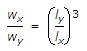 w_x / w_y = (l_y / l_x)^3